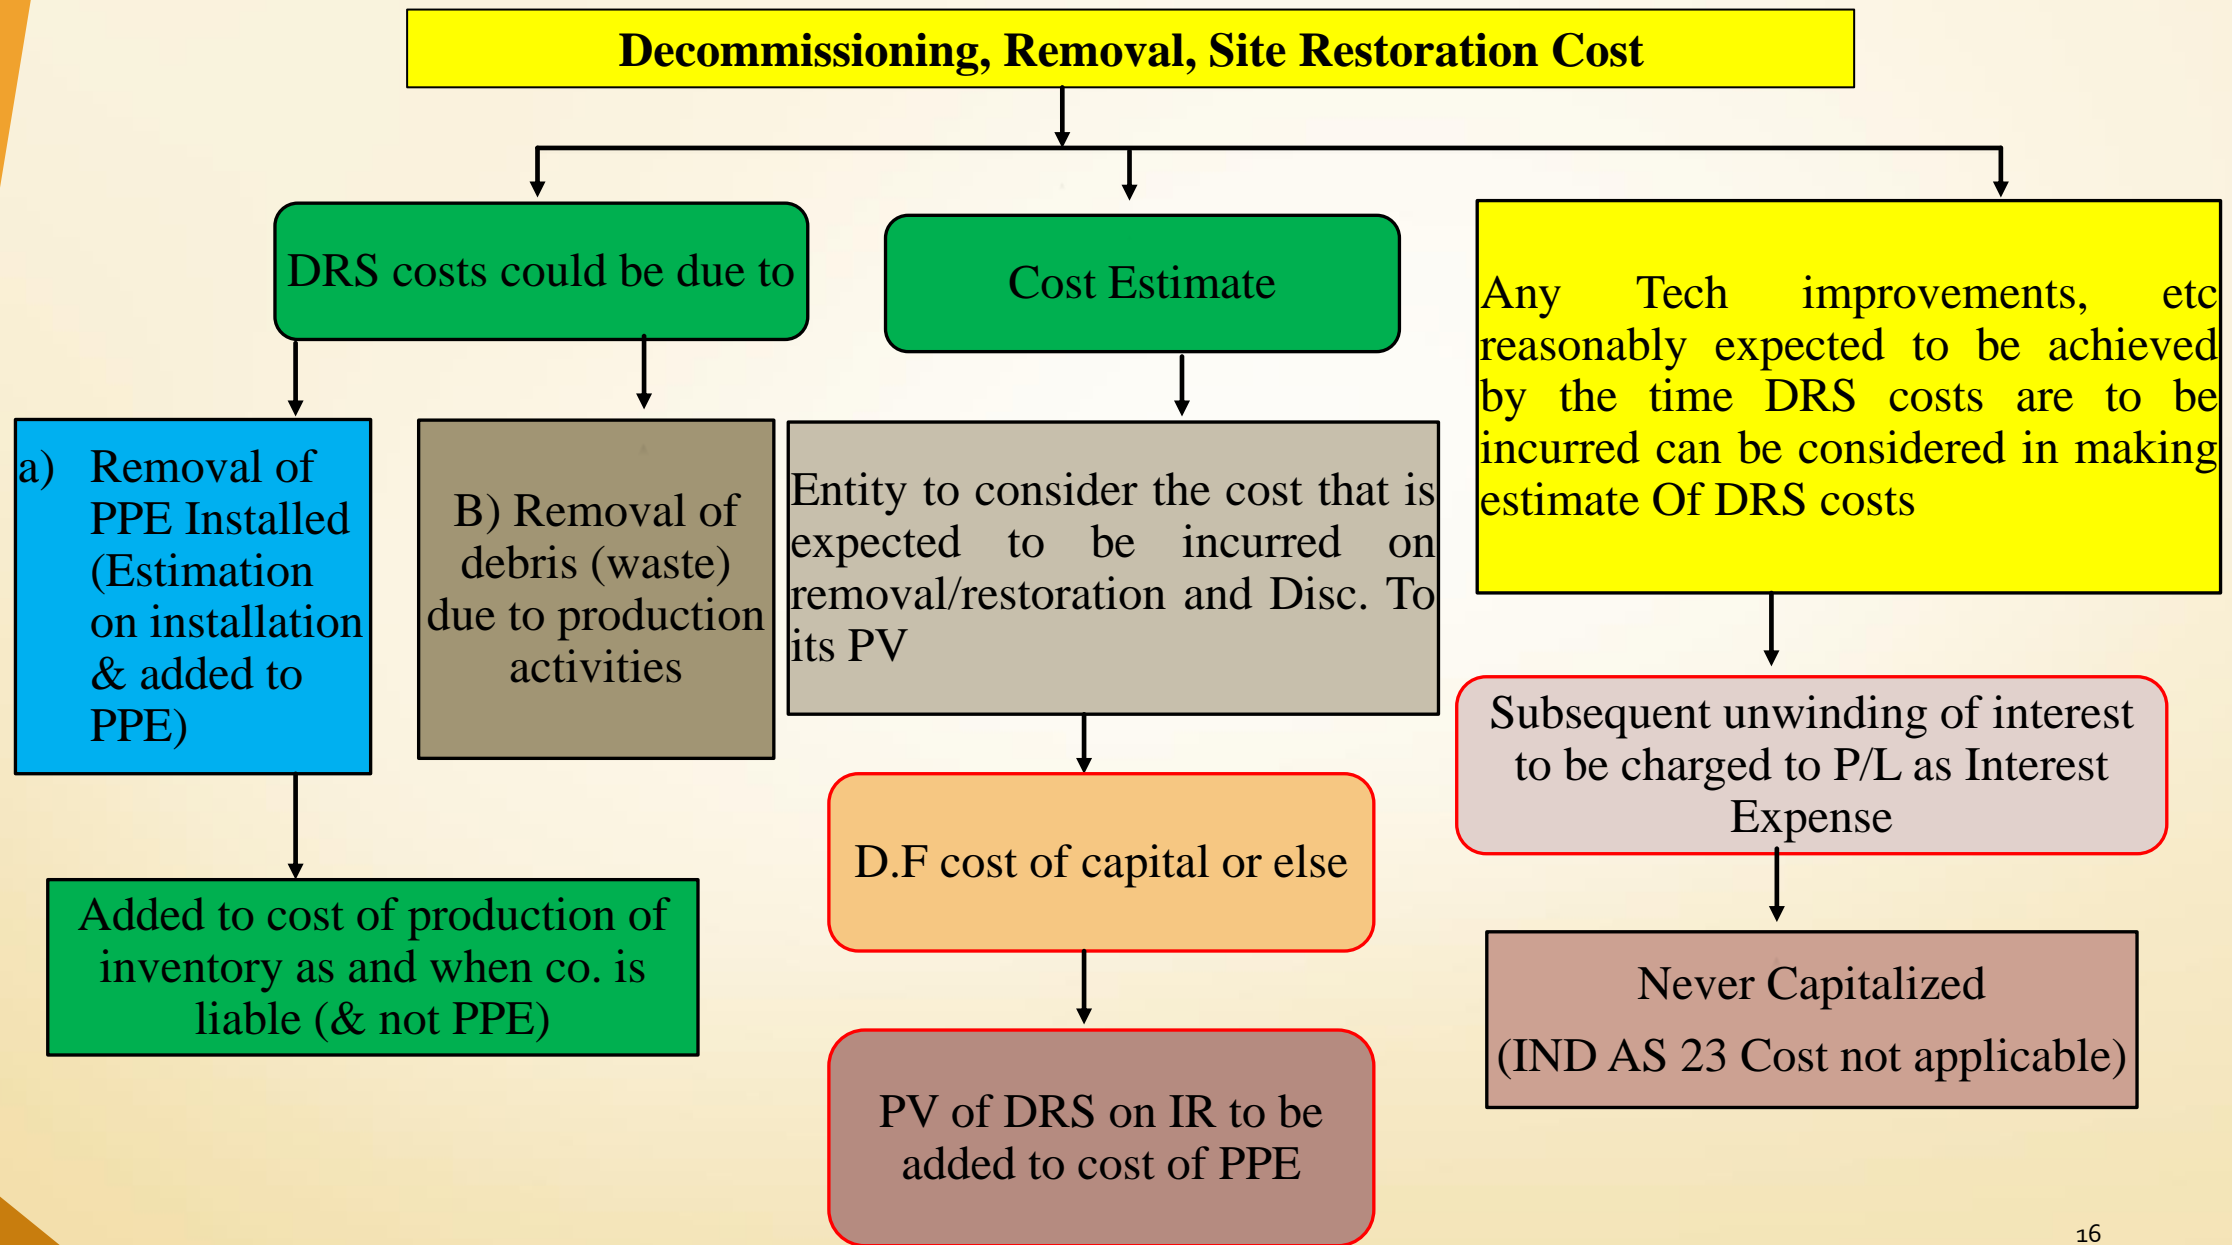 Decommissioning, Removal, Site Restoration Cost
DRS costs could be due to
a) Removal of
PPE Installed
(Estimation
on installation
& added to
PPE)
B) Removal of
debris (waste)
due to production
activities
Added to cost of production of
inventory as and when co. is
liable (& not PPE)
Cost Estimate
Entity to consider the cost that is
expected to be incurred on
removal/restoration and Disc. To
its PV
D.F cost of capital or else
PV of DRS on IR to be
added to cost of PPE
Any Tech improvements, etc
reasonably expected to be achieved
by the time DRS costs are to be
incurred can be considered in making
estimate Of DRS costs
Subsequent unwinding of interest
to be charged to P/L as Interest
Expense
Never Capitalized
(IND AS 23 Cost not applicable)
16